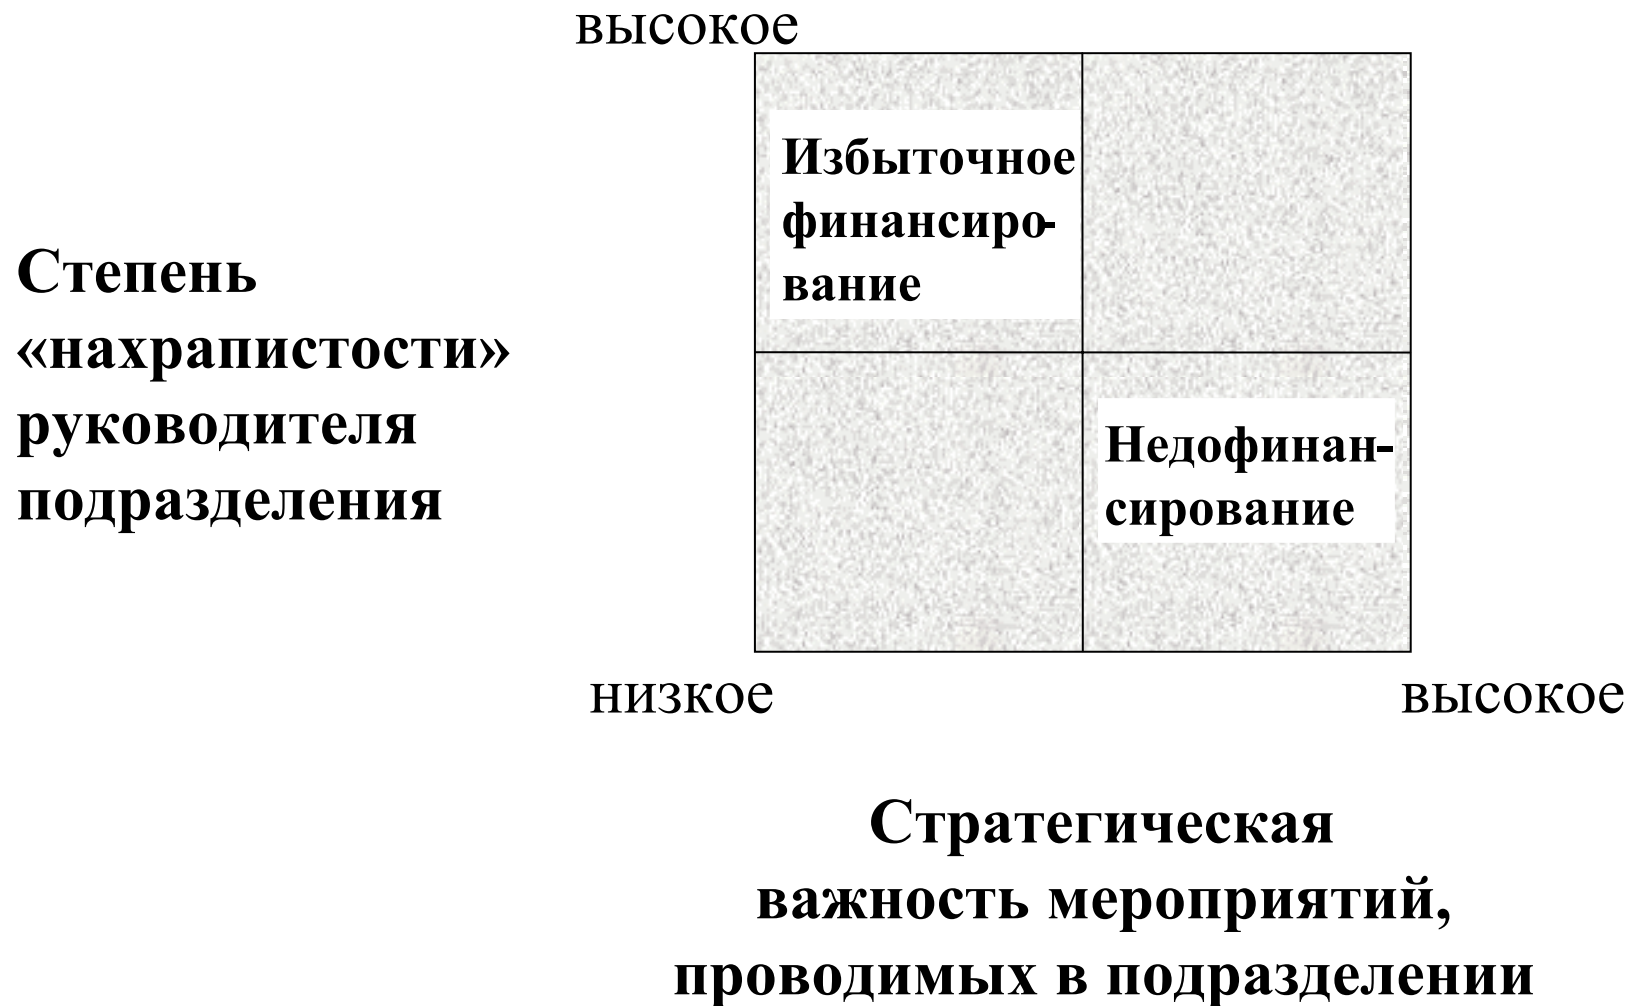 высокое
Избыточное
финансиро-
вание
Степень
«нахрапистости»
руководителя
подразделения
Недофинан-
сирование
низкое
высокое
Стратегическая
важность мероприятий,
проводимых в подразделении